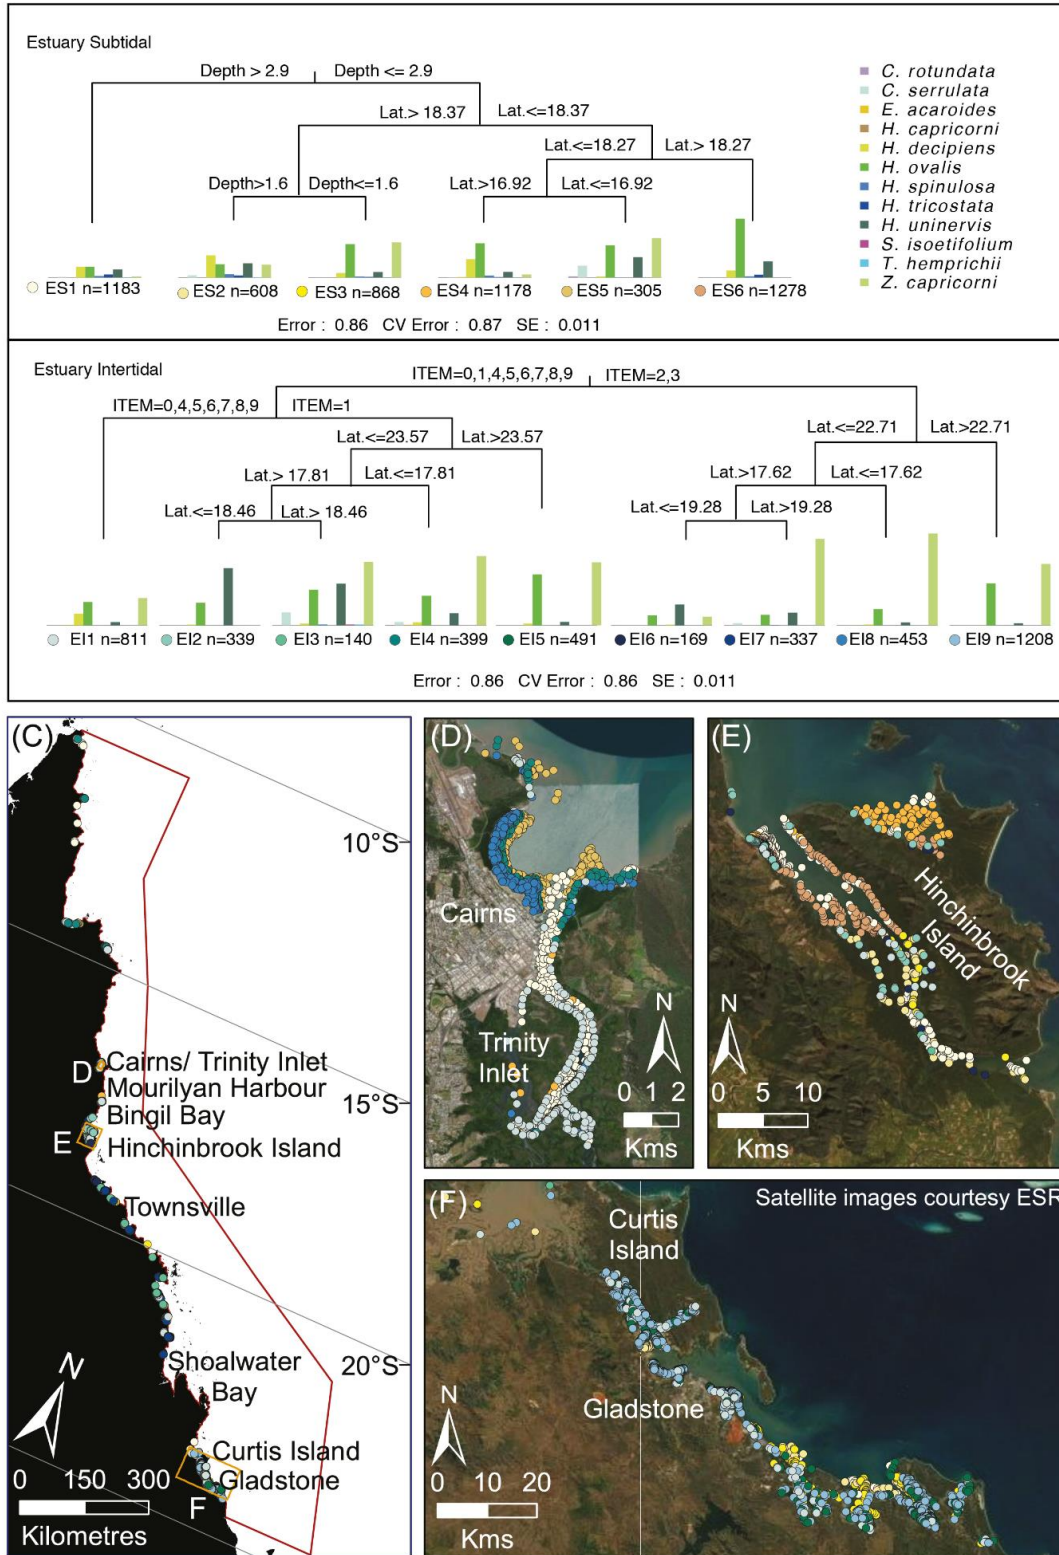 Estuary Subtidal
Depth > 2.9 Depth <= 2.9
Lat.> 18.37 Lat.<=18.37
Lat.<=18.27 Lat.> 18.27
Depth>1.6 Depth<=1.6 Lat>16.92 Lat.<=16.92
C. rotundata
C. serrulata
E. acaroides
H. capricorni
H. decipiens
H. ovalis
H. spinulosa
H. tricostata
H. uninervis
S. isoetifolium
T. hemprichii
Z. capricorni
ES1 n=1183 ES2 n=608 ES3 n=868 ES4 n=1178 ES5 n=305 ES6 n=1278
Error : 0.86 CV Error : 0.87 SE : 0.011
Estuary Intertidal
ITEM=0,1,4,5,6,7,8,9 ITEM=2,3
ITEM=0,4,5,6,7,8,9 ITEM=1
Lat.<=23.57 Lat.>23.57 Lat.<=22.71 Lat.>22.71
Lat.> 17.81 Lat.<=17.81 Lat.>17.62 Lat.<=17.62
Lat.<=18.46 Lat.> 18.46 Lat.<=19.28 Lat.>19.28
EI1 n=811 EI2 n=339 EI3 n=140 EI4 n=399 EI5 n=491 EI6 n=169 EI7 n=337 EI8 n=453 EI9 n=1208
Error : 0.86 CV Error : 0.86 SE : 0.011
(C)
10°S
D
Cairns/ Trinity Inlet
Mourilyan Harbour
Bingil Bay
15°S
E
Hinchinbrook Island
Townsville
20°S
Shoalwater
Bay
N
Curtis Island
Gladstone
F
0 150 300
Kilometres
(D)
Cairns
Trinity
Inlet
N
0 1 2
Kms
(E)
Hinchinbrook
Island
N
0 5 10
Kms
(F)
Satellite images courtesy ESR
Curtis
Island
Gladstone
N
0 10 20
Kms